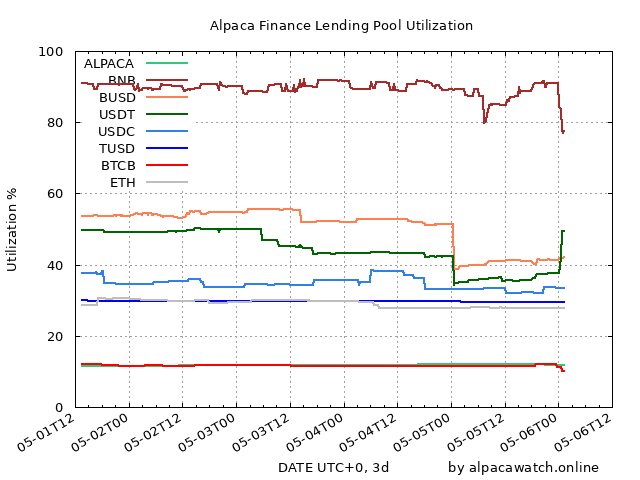 Alpaca Finance Lending Pool Utilization
100
80
60
40
20
0
Utilization %
ALPACA
BNB
BUSD
USDT
USDC
TUSD
BTCB
ETH
05-01T12
05-02T00
05-02T12
05-03T00
05-03T12
05-04T00
05-04T12
05-05T00
05-05T12
05-06T00
05-06T12
DATE UTC+0, 3d
by alpacawatch.online